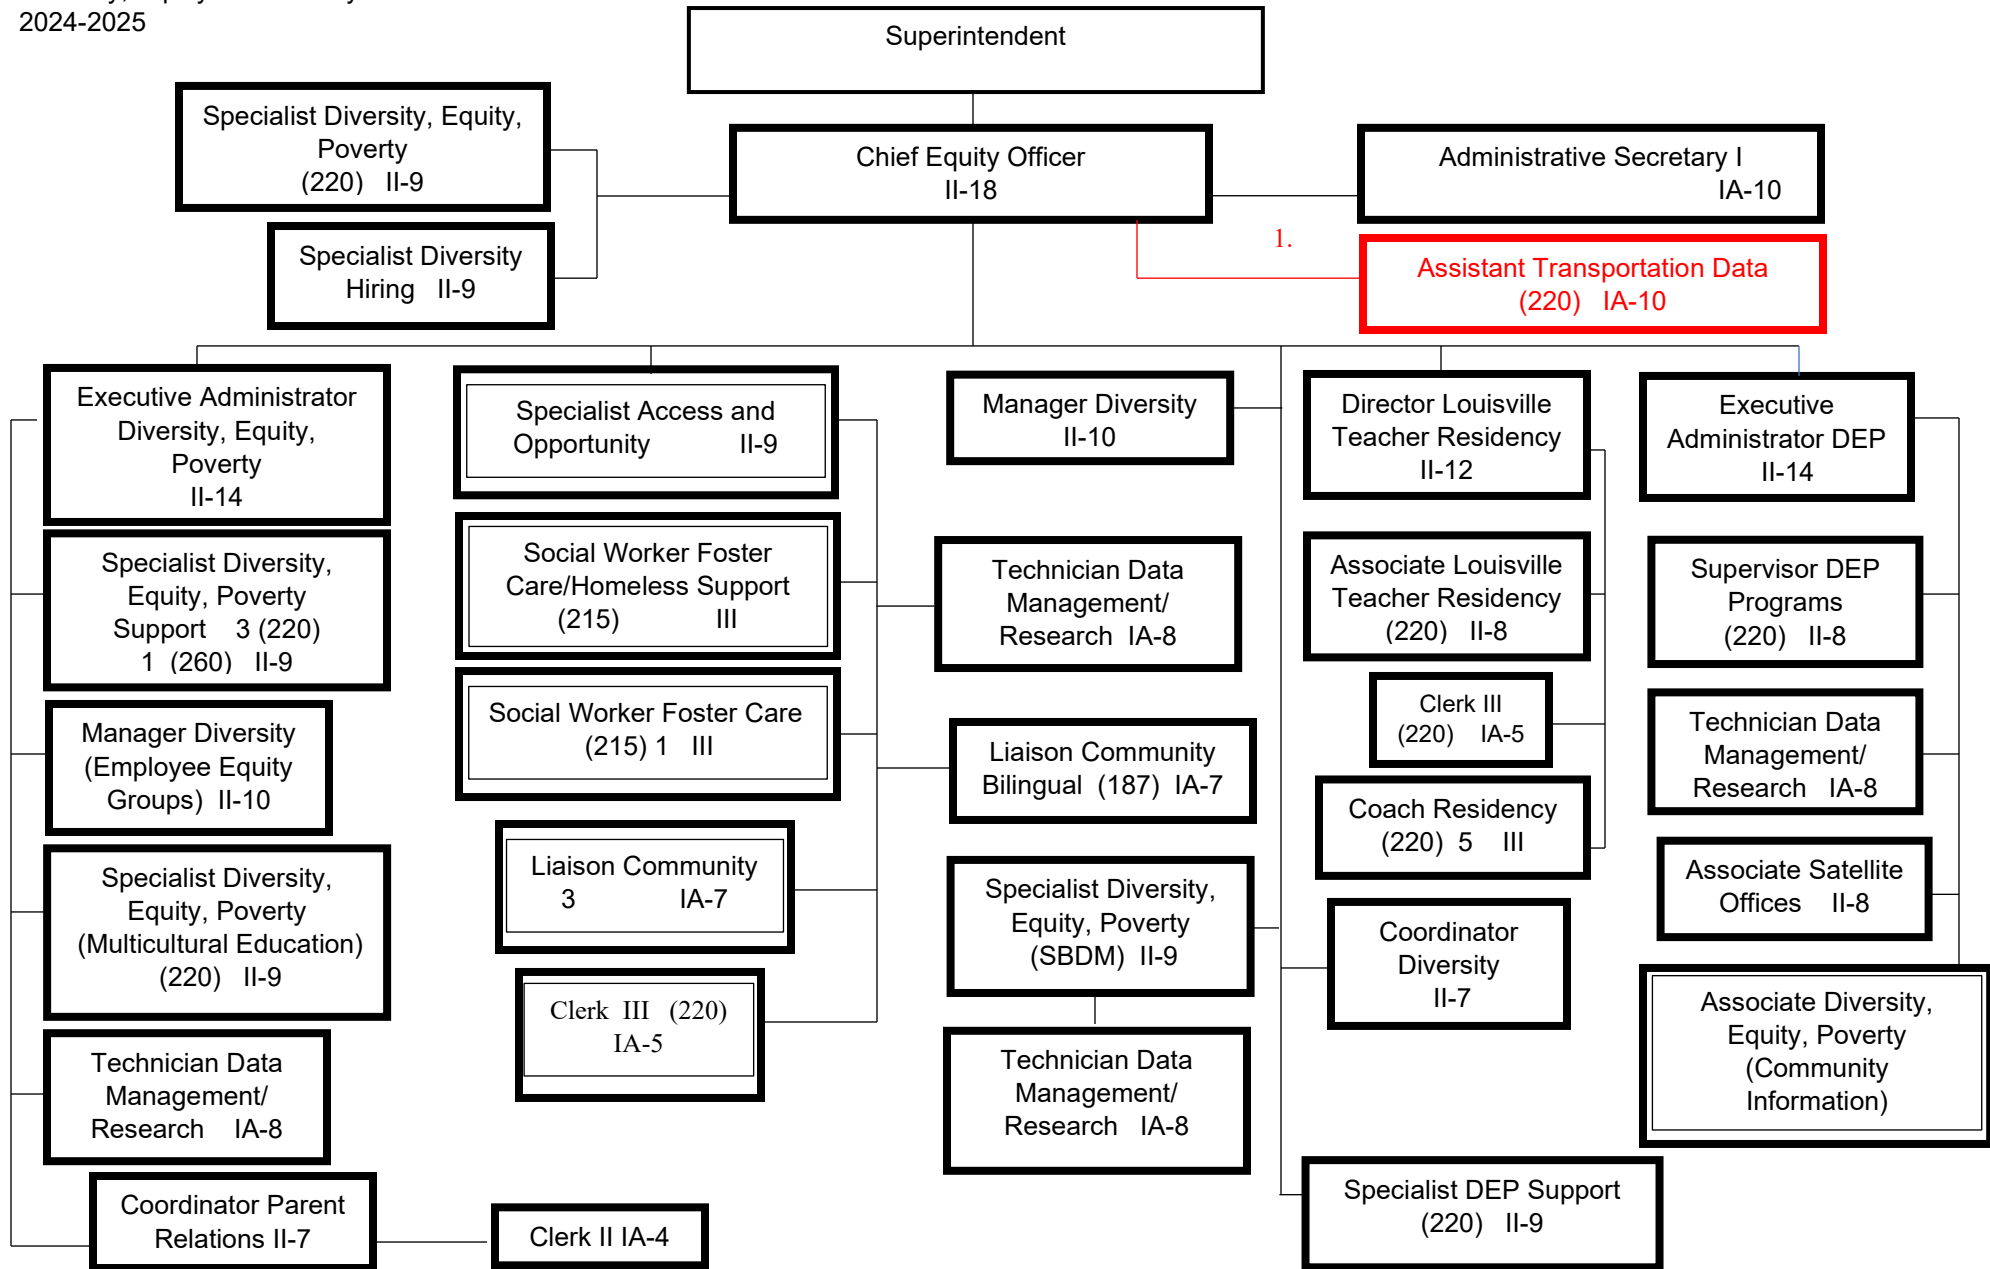 2024-2025
Superintendent
Specialist Diversity, Equity,
Poverty
(220) II-9
Chief Equity Officer
II-18
Administrative Secretary I
IA-10
Specialist Diversity
Hiring II-9
1.
Assistant Transportation Data
(220) IA-10
Executive Administrator
Diversity, Equity,
Poverty
II-14
Specialist Diversity,
Equity, Poverty
Support 3 (220)
1 (260) II-9
Manager Diversity
(Employee Equity
Groups) II-10
Specialist Diversity,
Equity, Poverty
(Multicultural Education)
(220) II-9
Technician Data
Management/
Research IA-8
Coordinator Parent
Relations II-7
Clerk II IA-4
Specialist Access and
Opportunity II-9
Social Worker Foster
Care/Homeless Support
(215) III
Social Worker Foster Care
(215) 1 III
Liaison Community
3 IA-7
Clerk III (220)
IA-5
Manager Diversity
II-10
Technician Data
Management/
Research IA-8
Liaison Community
Bilingual (187) IA-7
Specialist Diversity,
Equity, Poverty
(SBDM) II-9
Technician Data
Management/
Research IA-8
Director Louisville
Teacher Residency
II-12
Associate Louisville
Teacher Residency
(220) II-8
Clerk III
(220) IA-5
Coach Residency
(220) 5 III
Coordinator
Diversity
II-7
Specialist DEP Support
(220) II-9
Executive
Administrator DEP
II-14
Supervisor DEP
Programs
(220) II-8
Technician Data
Management/
Research IA-8
Associate Satellite
Offices II-8
Associate Diversity,
Equity, Poverty
(Community
Information)